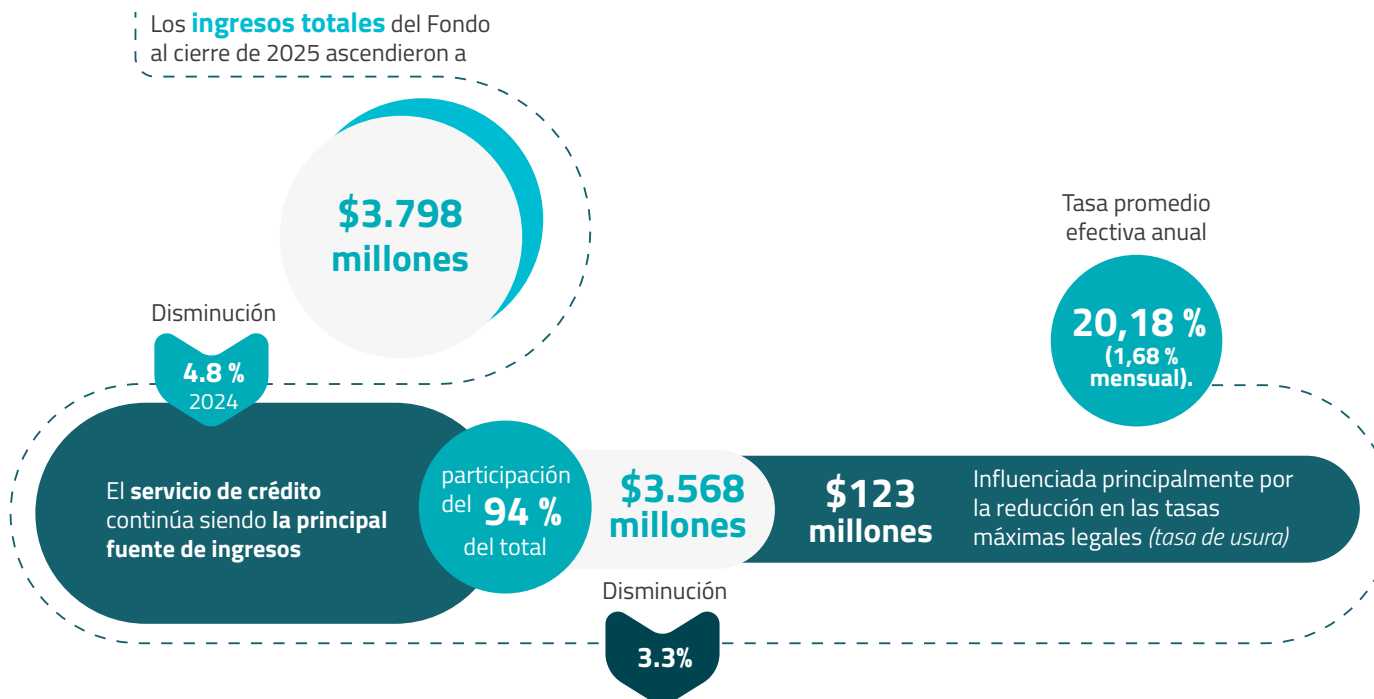 Los ingresos totales del Fondo
al cierre de 2025 ascendieron a
$3.798
millones
Disminución
4.8 %
2024
El servicio de crédito
continúa siendo la principal
fuente de ingresos
participación
del 94 %
del total
$3.568
millones
Disminución
3.3%
$123
millones
Influenciada principalmente por
la reducción en las tasas
máximas legales (tasa de usura)
Tasa promedio
efectiva anual
20,18 %
(1,68 %
mensual).